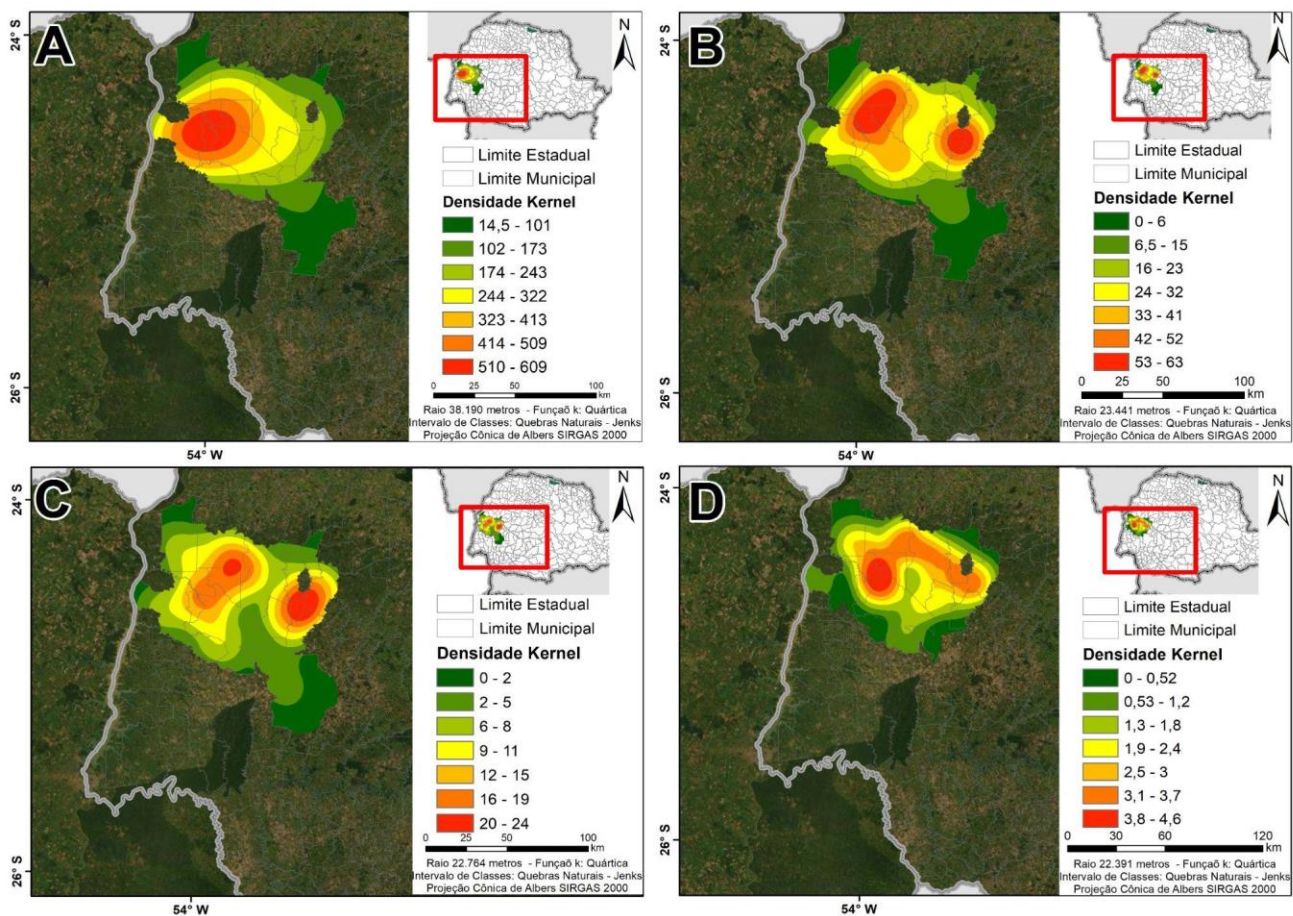 A
24° S
26° S
54° W
N
Limite Estadual
Limite Municipal
Densidade Kernel
14,5 - 101
102 - 173
174 - 243
244 - 322
323 - 413
414 - 509
510 - 609
0 25 50 100
km
Raio 38.190 metros - Funçaõ k: Quártica
Intervalo de Classes: Quebras Naturais - Jenks
Projeção Cônica de Albers SIRGAS 2000
B
24° S
26° S
54° W
N
Limite Estadual
Limite Municipal
Densidade Kernel
0 - 6
6,5 - 15
16 - 23
24 - 32
33 - 41
42 - 52
53 - 63
0 25 50 100
km
Raio 23.441 metros - Funçaõ k: Quártica
Intervalo de Classes: Quebras Naturais - Jenks
Projeção Cônica de Albers SIRGAS 2000
C
24° S
26° S
54° W
N
Limite Estadual
Limite Municipal
Densidade Kernel
0 - 2
2 - 5
6 - 8
9 - 11
12 - 15
16 - 19
20 - 24
0 25 50 100
km
Raio 22.764 metros - Funçaõ k: Quártica
Intervalo de Classes: Quebras Naturais - Jenks
Projeção Cônica de Albers SIRGAS 2000
D
24° S
26° S
54° W
N
Limite Estadual
Limite Municipal
Densidade Kernel
0 - 0,52
0,53 - 1,2
1,3 - 1,8
1,9 - 2,4
2,5 - 3
3,1 - 3,7
3,8 - 4,6
0 30 60 120
km
Raio 22.391 metros - Funçaõ k: Quártica
Intervalo de Classes: Quebras Naturais - Jenks
Projeção Cônica de Albers SIRGAS 2000